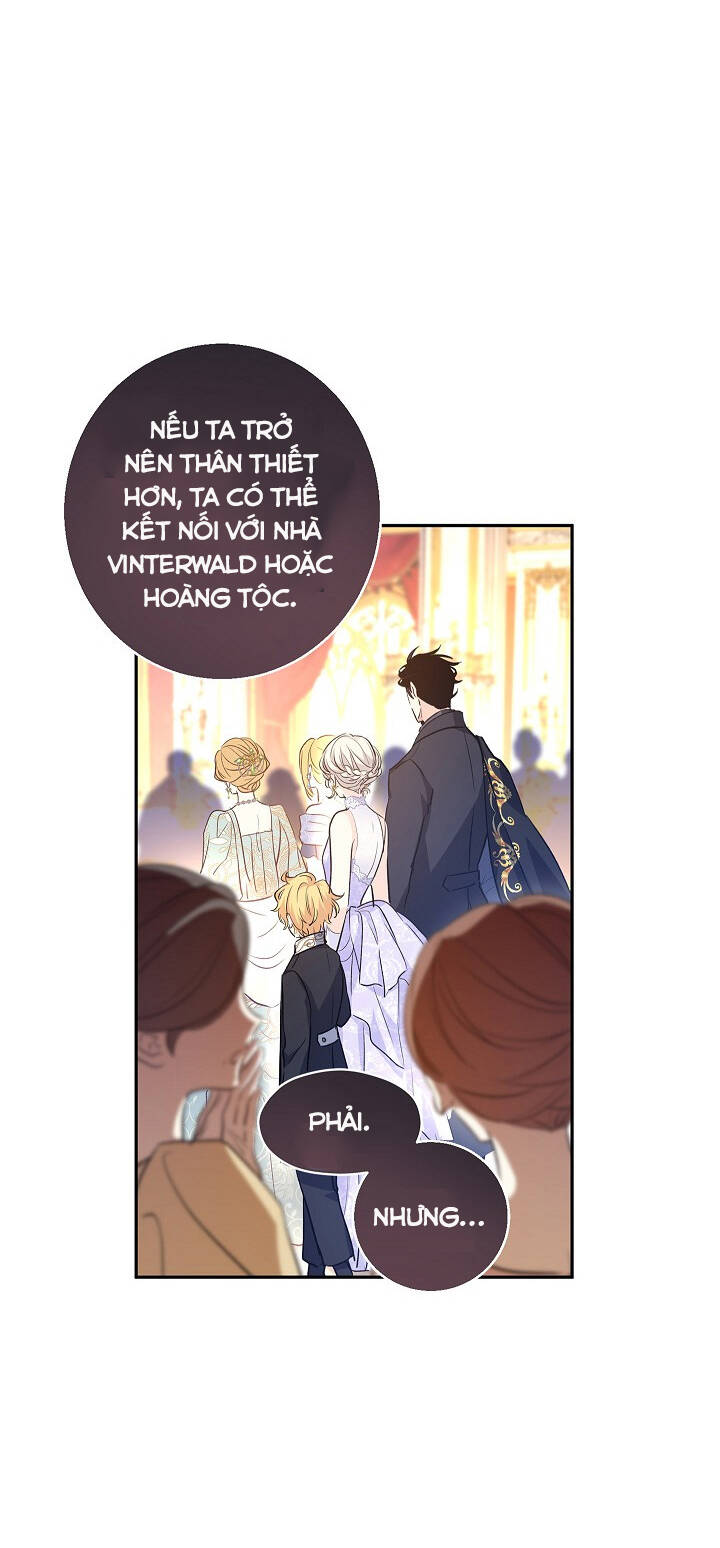 NẾU TA TRỞ
NÊN THÂN THIẾT
HƠN, TA CÓ THỂ
KẾT NỐI VỚI NHÀ
VINTERWALD HOẶC
HOÀNG TỘC.
PHẢI.
NHƯNG...